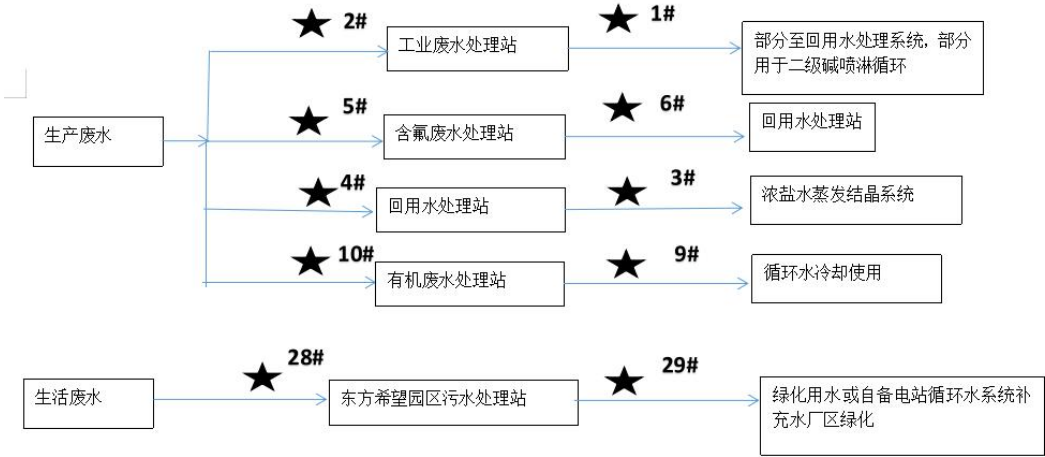 2#
1#
工业废水处理站
部分至回用水处理系统，部分
用于二级碱喷淋循环
生产废水
5#
6#
含氟废水处理站
回用水处理站
4#
3#
回用水处理站
浓盐水蒸发结晶系统
10#
9#
有机废水处理站
循环水冷却使用
28#
29#
生活废水
东方希望园区污水处理站
绿化用水或自备电站循环水系统补
充水厂区绿化